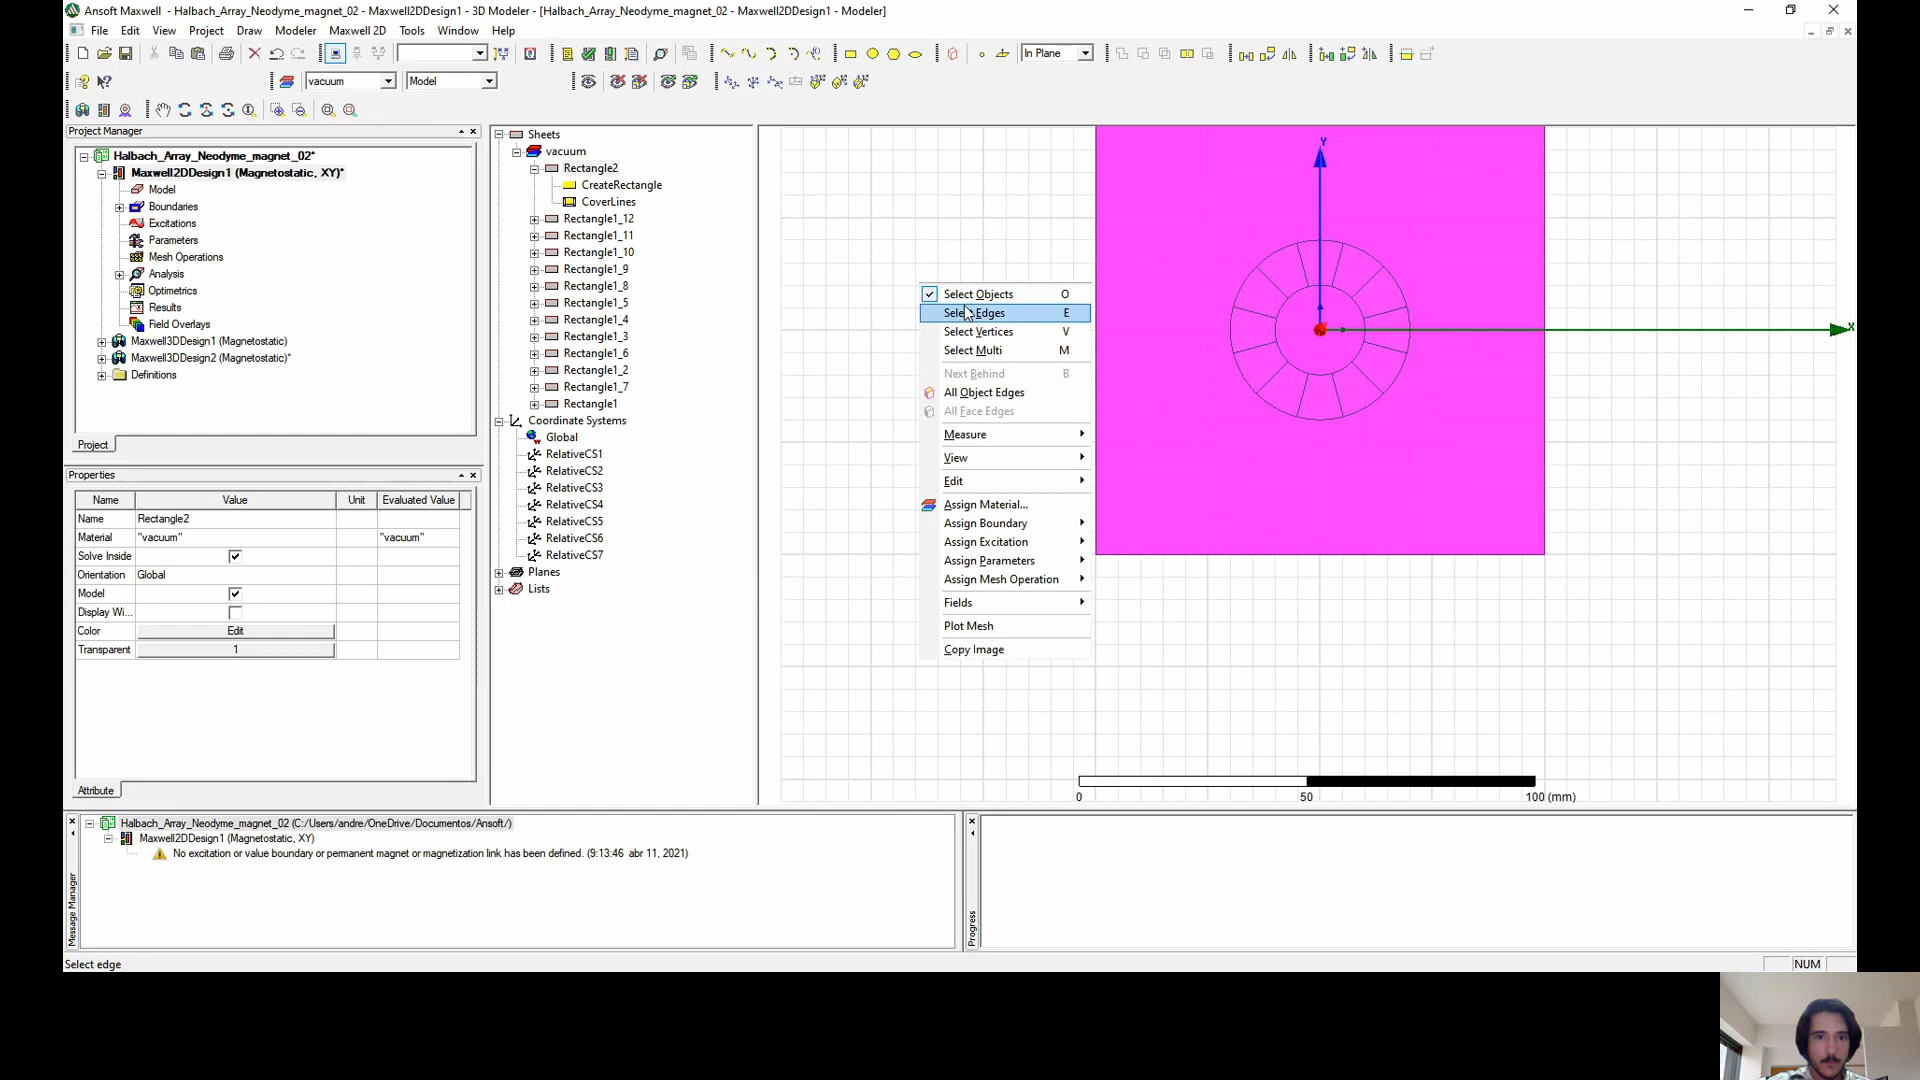 Ansoft Maxwell - Halbach_Array_Neodyme_magnet_02 - Maxwell2DDesign1 - 3D Modeler - [Halbach_Array_Neodyme_magnet_02 - Maxwell2DDesign1 - Modeler]
File Edit View Project Draw Modeler Maxwell 2D Tools Window Help
In Plane
vacuum Model
Project Manager
Halbach_Array_Neodyme_magnet_02*
Maxwell2DDesign1 (Magnetostatic, XY)*
Model
Boundaries
Excitations
Parameters
Mesh Operations
Analysis
Optimetrics
Results
Field Overlays
Maxwell3DDesign1 (Magnetostatic)
Maxwell3DDesign2 (Magnetostatic)*
Definitions
Project
Properties
Name Value Unit Evaluated Value
Name Rectangle2
Material "vacuum" "vacuum"
Solve Inside
Orientation Global
Model
Display Wi...
Color Edit
Transparent 1
Attribute
Sheets
vacuum
Rectangle2
CreateRectangle
CoverLines
Rectangle1_12
Rectangle1_11
Rectangle1_10
Rectangle1_9
Rectangle1_8
Rectangle1_5
Rectangle1_4
Rectangle1_3
Rectangle1_6
Rectangle1_2
Rectangle1_7
Rectangle1
Coordinate Systems
Global
RelativeCS1
RelativeCS2
RelativeCS3
RelativeCS4
RelativeCS5
RelativeCS6
RelativeCS7
Planes
Lists
Select Objects O
Select Edges E
Select Vertices V
Select Multi M
Next Behind B
All Object Edges
All Face Edges
Measure
View
Edit
Assign Material...
Assign Boundary
Assign Excitation
Assign Parameters
Assign Mesh Operation
Fields
Plot Mesh
Copy Image
Y
X
0 50 100 (mm)
Halbach_Array_Neodyme_magnet_02 (C:/Users/andre/OneDrive/Documentos/Ansoft/)
Maxwell2DDesign1 (Magnetostatic, XY)
No excitation or value boundary or permanent magnet or magnetization link has been defined. (9:13:46 abr 11, 2021)
Message Manager
Progress
Select edge
NUM